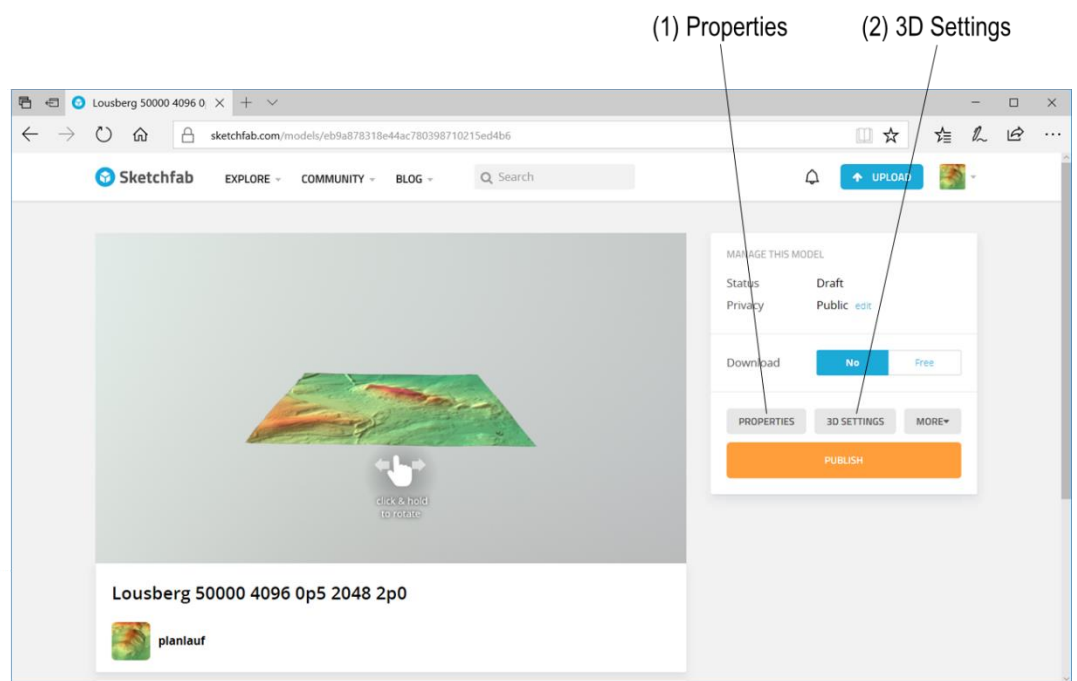 (1) Properties (2) 3D Settings
Lousberg 50000 4096 0
sketchfab.com/models/eb9a878318e44ac780398710215ed4b6
Sketchfab EXPLORE COMMUNITY BLOG Search UPLOAD
MANAGE THIS MODEL
Status Draft
Privacy Public edit
Download No Free
PROPERTIES 3D SETTINGS MORE
PUBLISH
click & hold
to rotate
Lousberg 50000 4096 0p5 2048 2p0
planlauf